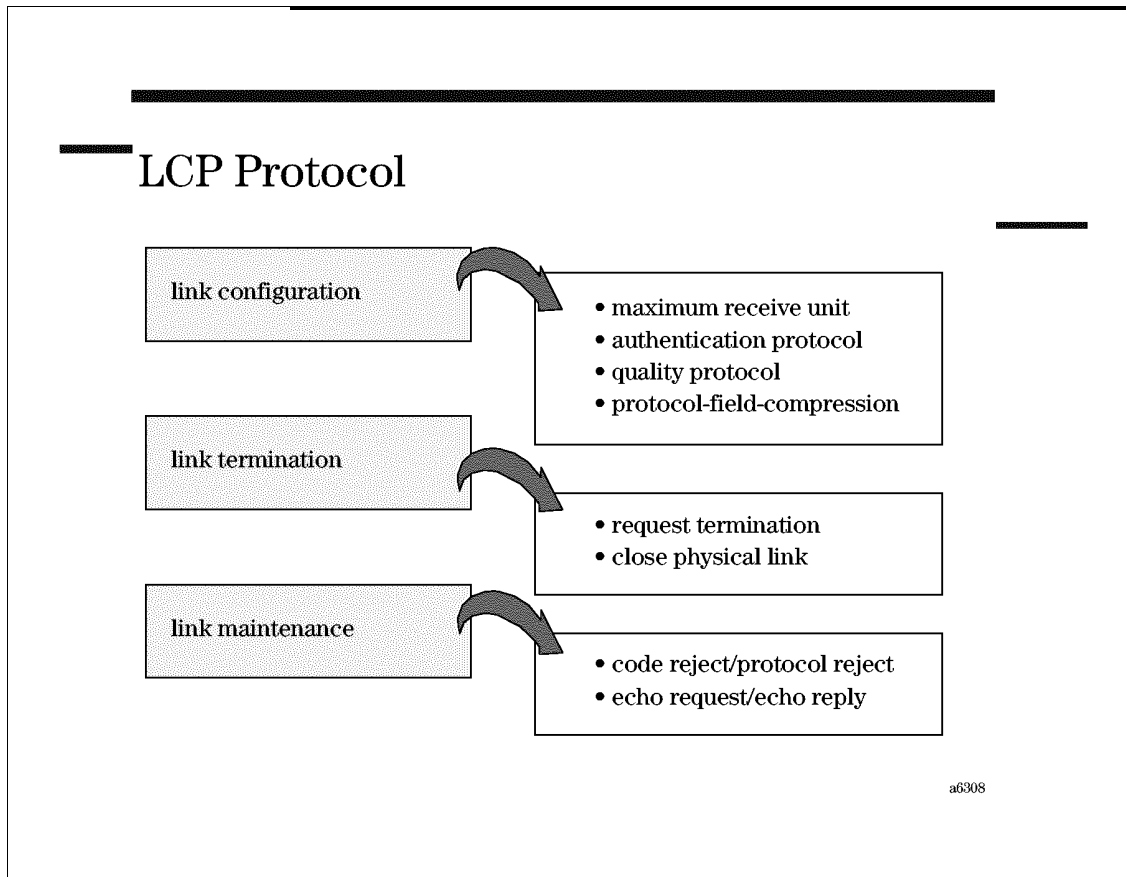 LCP Protocol
link configuration
• maximum receive unit
• authentication protocol
• quality protocol
• protocol-field-compression
link termination
• request termination
• close physical link
link maintenance
• code reject/protocol reject
• echo request/echo reply
a6308